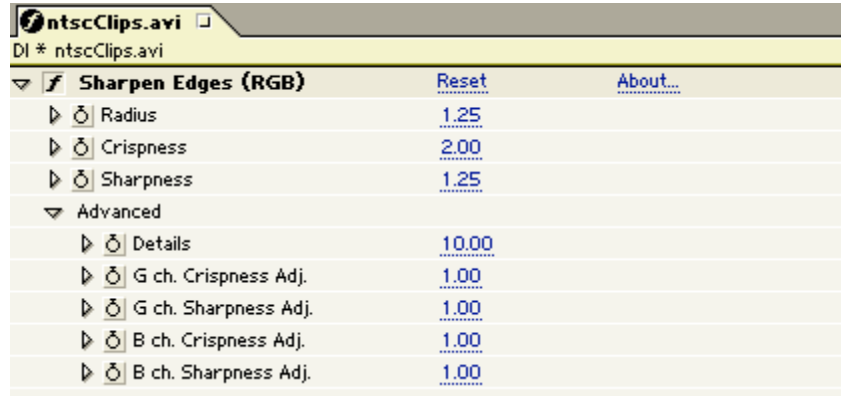 ntscClips.avi
DI * ntscClips.avi
Sharpen Edges (RGB) Reset About...
Radius 1.25
Crispness 2.00
Sharpness 1.25
Advanced
Details 10.00
G ch. Crispness Adj. 1.00
G ch. Sharpness Adj. 1.00
B ch. Crispness Adj. 1.00
B ch. Sharpness Adj. 1.00